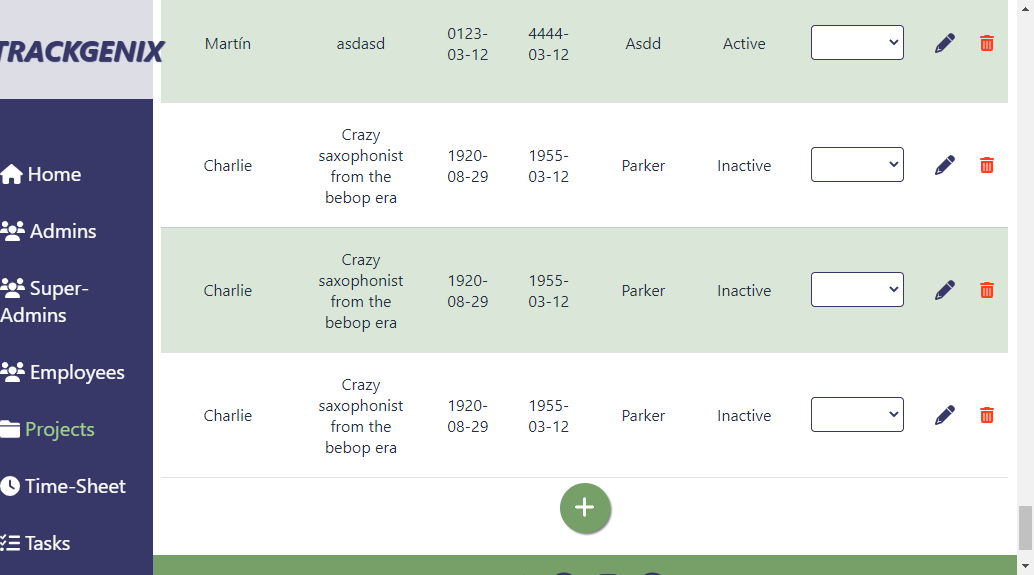 TRACKGENIX
Home
Admins
Super-
Admins
Employees
Projects
Time-Sheet
Tasks
Martín
asdasd
0123-
03-12
4444-
03-12
Asdd
Active
Charlie
Crazy
saxophonist
from the
bebop era
1920-
08-29
1955-
03-12
Parker
Inactive
Charlie
Crazy
saxophonist
from the
bebop era
1920-
08-29
1955-
03-12
Parker
Inactive
Charlie
Crazy
saxophonist
from the
bebop era
1920-
08-29
1955-
03-12
Parker
Inactive